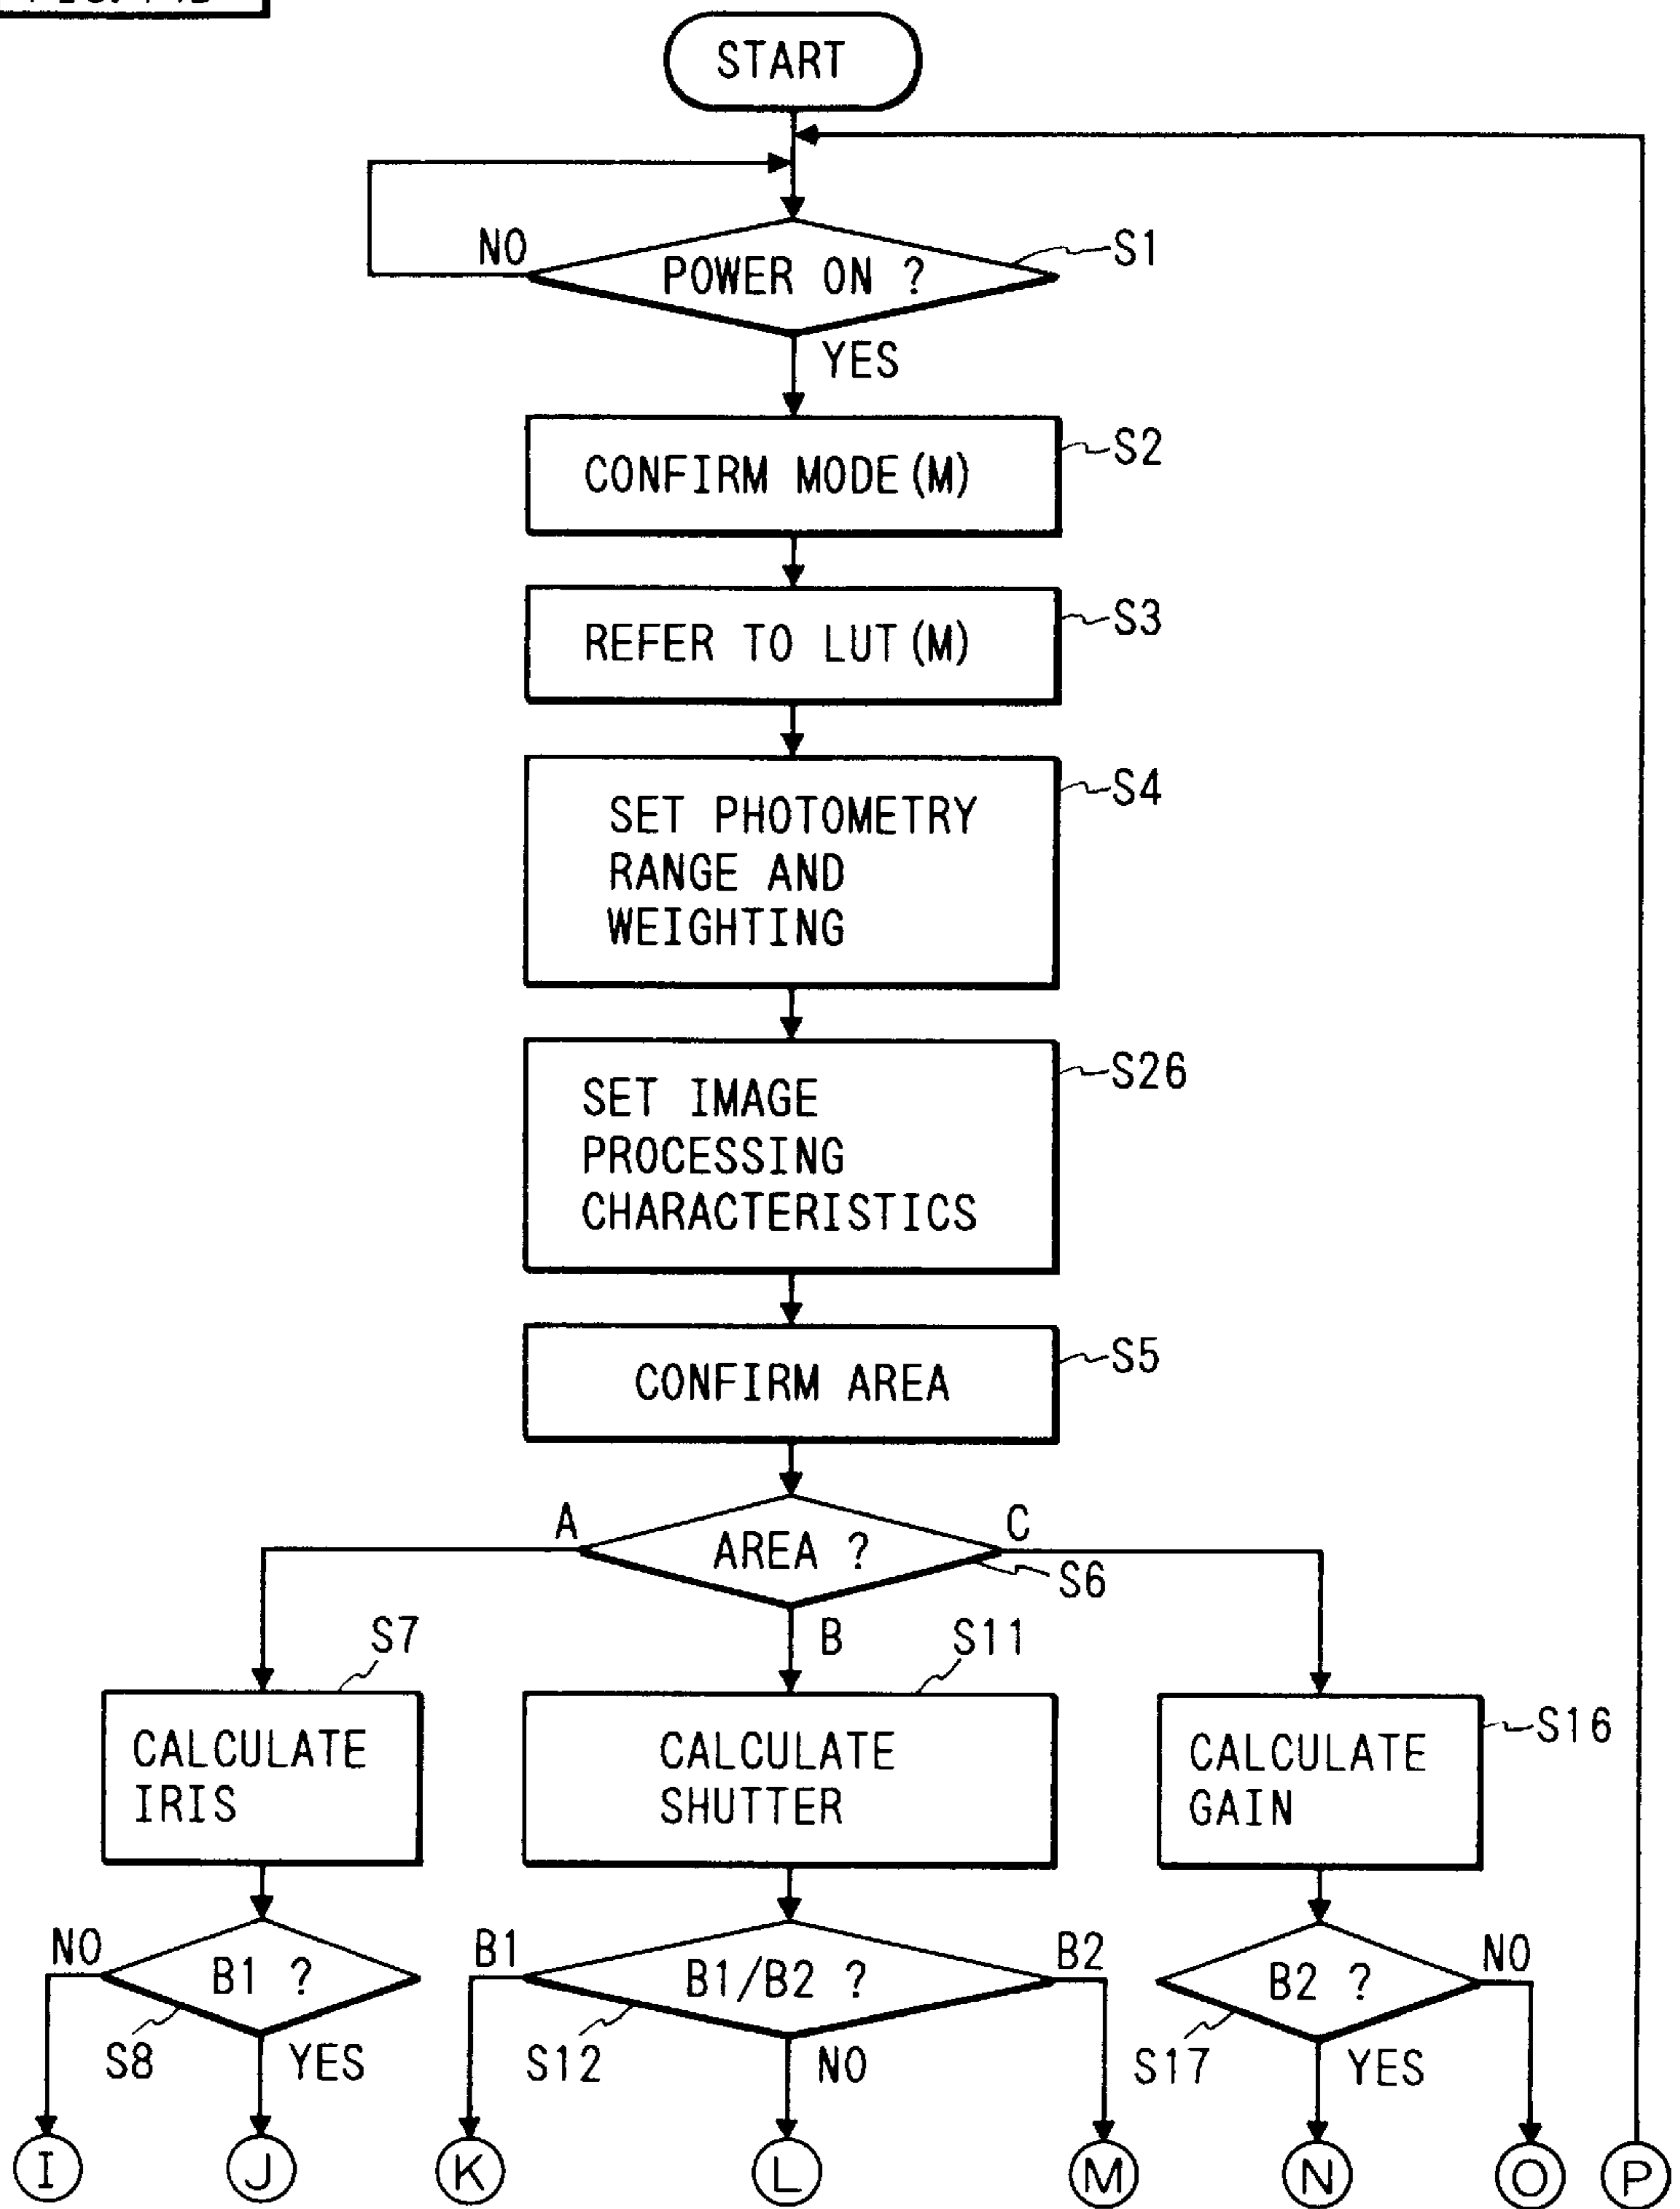 START
NO
POWER ON ?
S1
YES
CONFIRM MODE(M)
S2
REFER TO LUT(M)
S3
SET PHOTOMETRY
RANGE AND
WEIGHTING
S4
SET IMAGE
PROCESSING
CHARACTERISTICS
S26
CONFIRM AREA
S5
A
AREA ?
C
S6
B
S7
CALCULATE
IRIS
S11
CALCULATE
SHUTTER
S16
CALCULATE
GAIN
NO
B1 ?
S8
YES
B1
B1/B2 ?
B2
S12
NO
B2 ?
NO
S17
YES
I
J
K
L
M
N
O
P